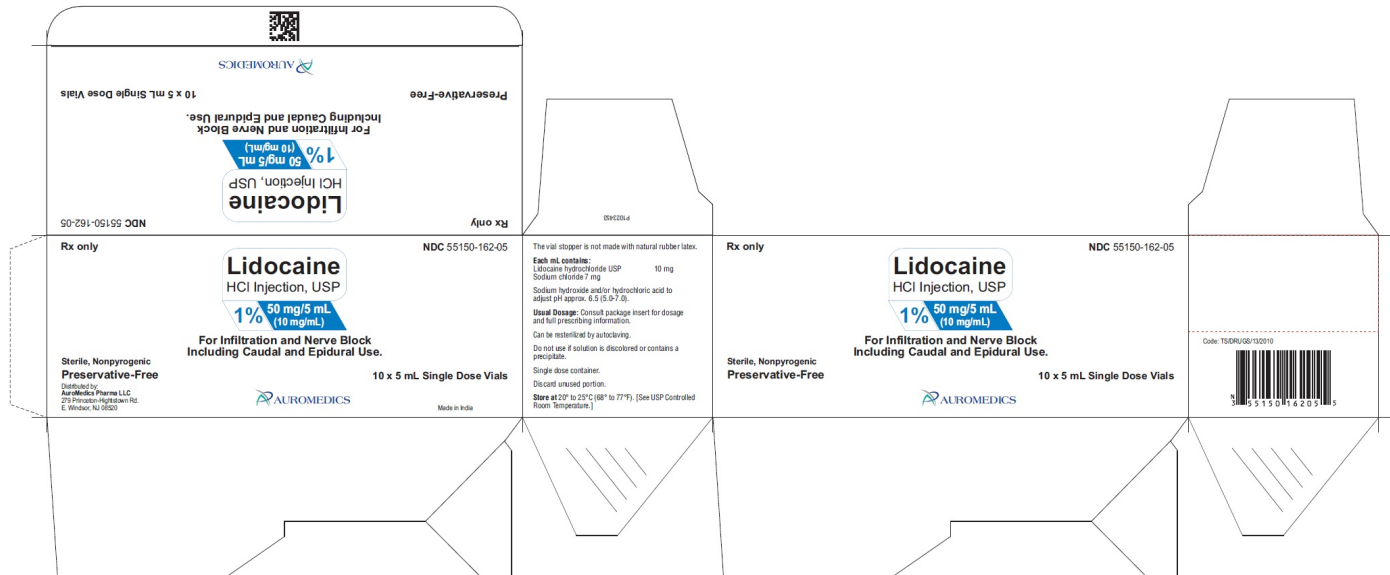 AUROMEDICS
Preservative-Free
10 x 5 mL Single Dose Vials
For Infiltration and Nerve Block
Including Caudal and Epidural Use.
1%
50 mg/5 mL
(10 mg/mL)
Lidocaine
HCl Injection, USP
Rx only
NDC 55150-162-05
Rx only
NDC 55150-162-05
Lidocaine
HCl Injection, USP
1%
50 mg/5 mL
(10 mg/mL)
For Infiltration and Nerve Block
Including Caudal and Epidural Use.
Sterile, Nonpyrogenic
Preservative-Free
10 x 5 mL Single Dose Vials
Distributed by:
AuroMedics Pharma LLC
279 Princeton-Hightstown Rd.
E. Windsor, NJ 08520
AUROMEDICS
Made in India
P1023450
The vial stopper is not made with natural rubber latex.
Each mL contains:
Lidocaine hydrochloride USP 10 mg
Sodium chloride 7 mg
Sodium hydroxide and/or hydrochloric acid to
adjust pH approx. 6.5 (5.0-7.0).
Usual Dosage: Consult package insert for dosage
and full prescribing information.
Can be resterilized by autoclaving.
Do not use if solution is discolored or contains a
precipitate.
Single dose container.
Discard unused portion.
Store at 20° to 25°C (68° to 77°F). [See USP Controlled
Room Temperature.]
Rx only
NDC 55150-162-05
Lidocaine
HCl Injection, USP
1%
50 mg/5 mL
(10 mg/mL)
For Infiltration and Nerve Block
Including Caudal and Epidural Use.
Sterile, Nonpyrogenic
Preservative-Free
10 x 5 mL Single Dose Vials
AUROMEDICS
Code: TS/DRUGS/13/2010
N
3 55150 16205 5